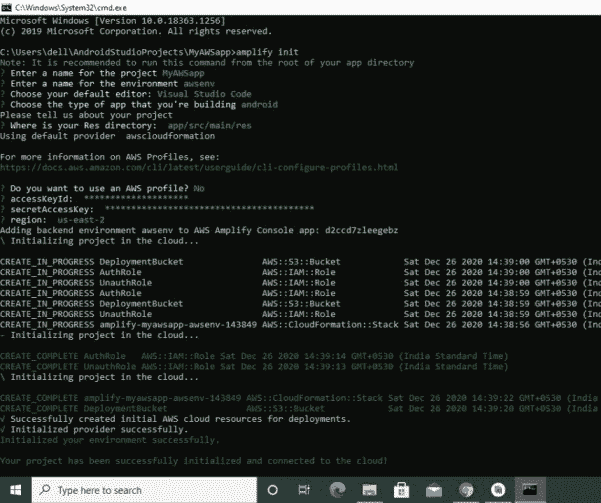 C:\Windows\System32\cmd.exe
Microsoft Windows [Version 10.0.18363.1256]
(c) 2019 Microsoft Corporation. All rights reserved.
C:\Users\dell\AndroidStudioProjects\MyAWSapp>amplify init
Note: It is recommended to run this command from the root of your app directory
? Enter a name for the project MyAWSapp
? Enter a name for the environment awsenv
? Choose your default editor: Visual Studio Code
? Choose the type of app that you're building android
Please tell us about your project
? Where is your Res directory:  app/src/main/res
Using default provider  awscloudformation
For more information on AWS Profiles, see:
https://docs.aws.amazon.com/cli/latest/userguide/cli-configure-profiles.html
? Do you want to use an AWS profile? No
? accessKeyId:  ********************
? secretAccessKey:  ****************************************
? region:  us-east-2
Adding backend environment awsenv to AWS Amplify Console app: d2ccd7zleegebz
\ Initializing project in the cloud...
CREATE_IN_PROGRESS DeploymentBucket AWS::S3::Bucket Sat Dec 26 2020 14:39:00 GMT+0530 (Ind
CREATE_IN_PROGRESS AuthRole AWS::IAM::Role Sat Dec 26 2020 14:39:00 GMT+0530 (Ind
CREATE_IN_PROGRESS UnauthRole AWS::IAM::Role Sat Dec 26 2020 14:39:00 GMT+0530 (Ind
CREATE_IN_PROGRESS AuthRole AWS::IAM::Role Sat Dec 26 2020 14:38:59 GMT+0530 (Ind
CREATE_IN_PROGRESS DeploymentBucket AWS::S3::Bucket Sat Dec 26 2020 14:38:59 GMT+0530 (Ind
CREATE_IN_PROGRESS UnauthRole AWS::IAM::Role Sat Dec 26 2020 14:38:59 GMT+0530 (Ind
CREATE_IN_PROGRESS amplify-myawsapp-awsenv-143849 AWS::CloudFormation::Stack Sat Dec 26 2020 14:38:56 GMT+0530 (Ind
- Initializing project in the cloud...
CREATE_COMPLETE AuthRole AWS::IAM::Role Sat Dec 26 2020 14:39:14 GMT+0530 (India Standard Time)
CREATE_COMPLETE UnauthRole AWS::IAM::Role Sat Dec 26 2020 14:39:13 GMT+0530 (India Standard Time)
\ Initializing project in the cloud...
CREATE_COMPLETE amplify-myawsapp-awsenv-143849 AWS::CloudFormation::Stack Sat Dec 26 2020 14:39:22 GMT+0530 (India
CREATE_COMPLETE DeploymentBucket AWS::S3::Bucket Sat Dec 26 2020 14:39:20 GMT+0530 (India
√ Successfully created initial AWS cloud resources for deployments.
√ Initialized provider successfully.
Initialized your environment successfully.
Your project has been successfully initialized and connected to the cloud!
Type here to search